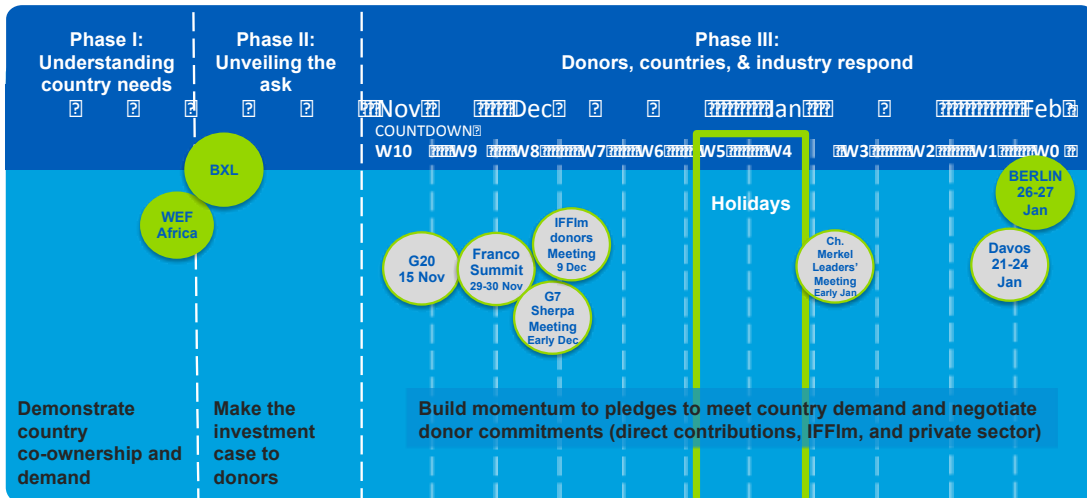 Phase I:
Understanding
country needs
Phase II:
Unveiling the
ask
Phase III:
Donors, countries, & industry respond
Nov Dec Jan Feb
COUNTDOWN
W10 W9 W8 W7 W6 W5 W4 W3 W2 W1 W0
BXL
WEF
Africa
G20
15 Nov
Franco
Summit
29-30 Nov
IFFIm
donors
Meeting
9 Dec
G7
Sherpa
Meeting
Early Dec
Holidays
Ch.
Merkel
Leaders'
Meeting
Early Jan
BERLIN
26-27
Jan
Davos
21-24
Jan
Demonstrate
country
co-ownership and
demand
Make the
investment
case to
donors
Build momentum to pledges to meet country demand and negotiate
donor commitments (direct contributions, IFFIm, and private sector)